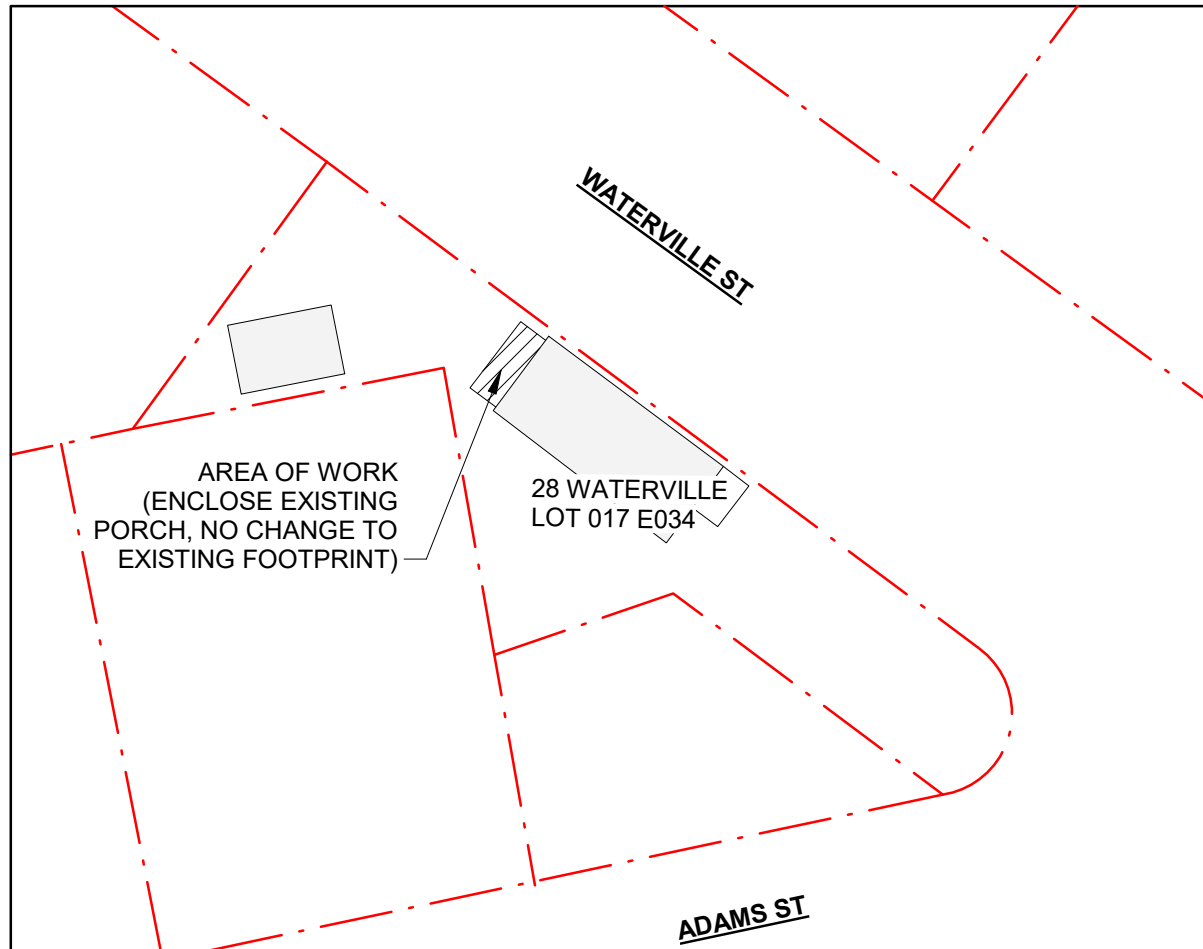 WATERVILLE ST
AREA OF WORK
(ENCLOSE EXISTING
PORCH, NO CHANGE TO
EXISTING FOOTPRINT)
28 WATERVILLE
LOT 017 E034
ADAMS ST